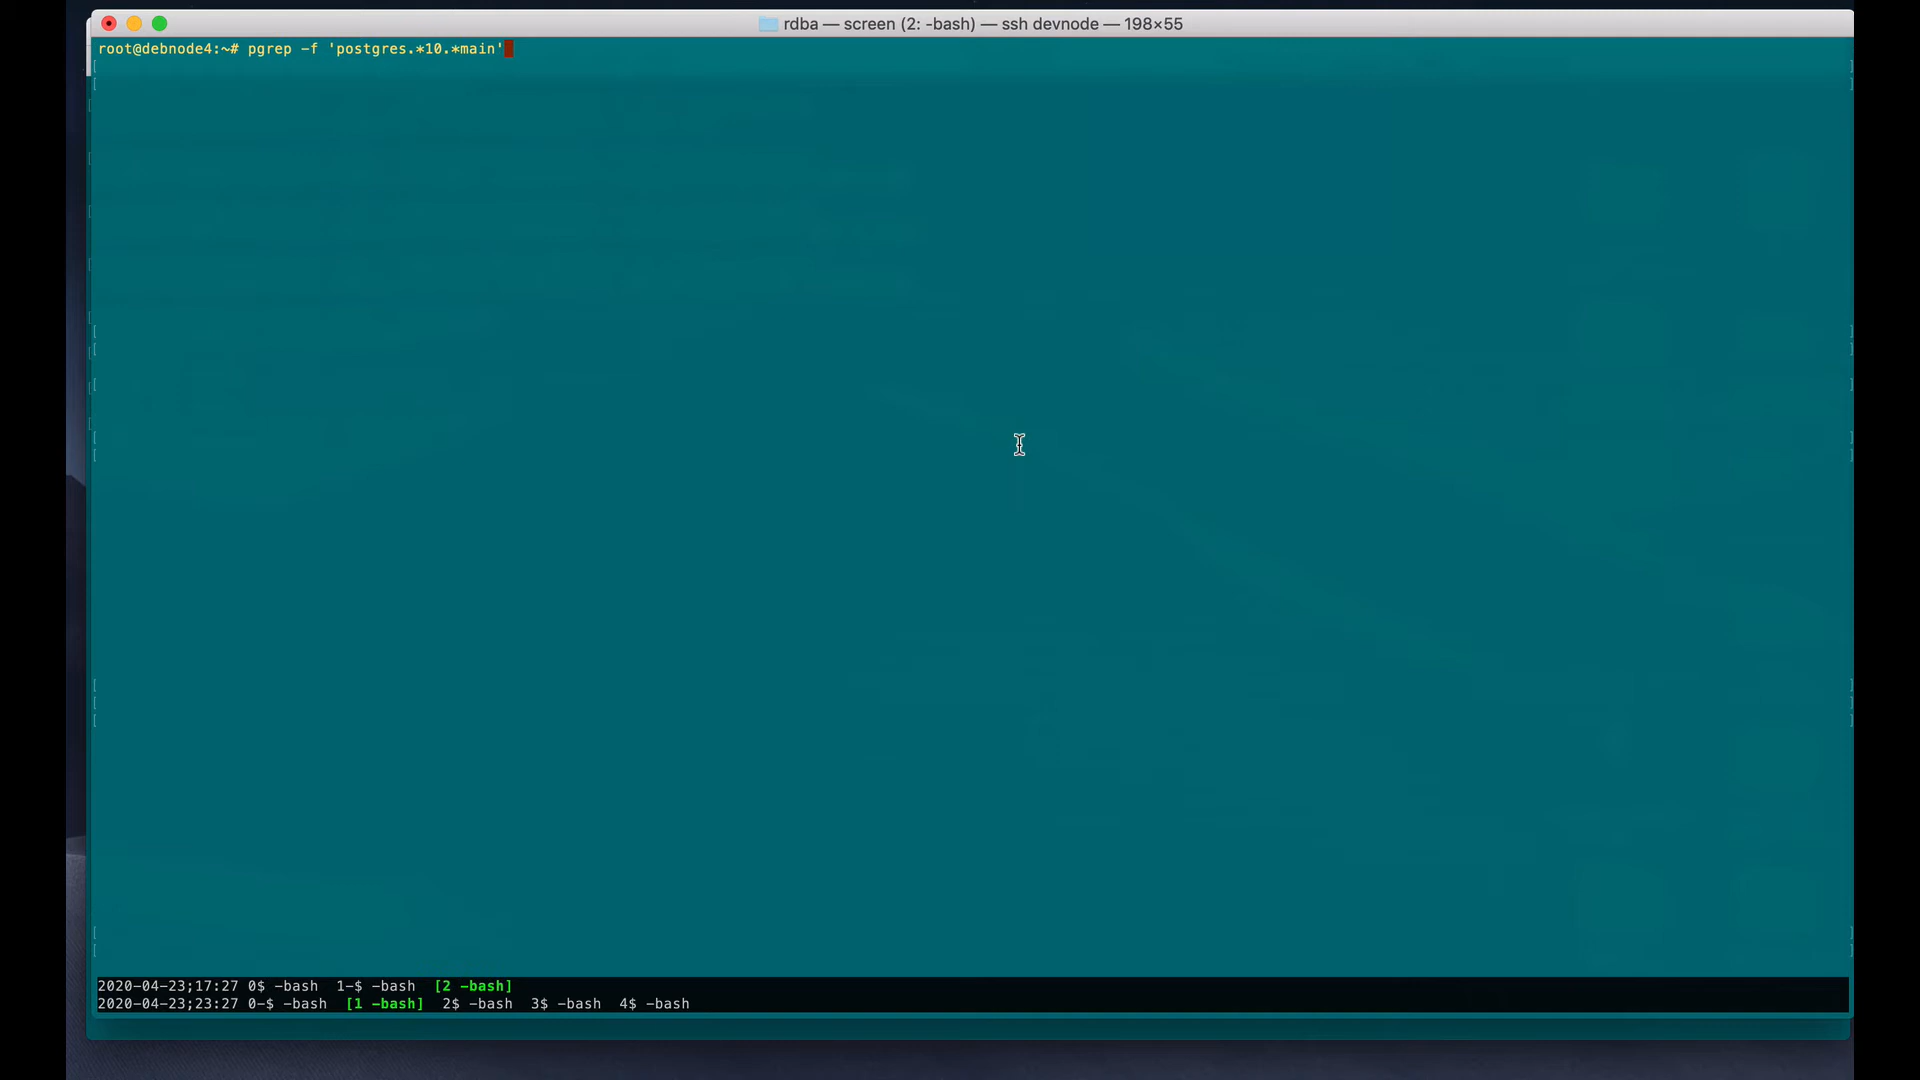 rdba — screen (2: -bash) — ssh devnode — 198×55
root@debnode4:~# pgrep -f 'postgres.*10.*main'
2020-04-23;17:27 0$ -bash  1-$ -bash  [2 -bash]
2020-04-23;23:27 0-$ -bash  [1 -bash]  2$ -bash  3$ -bash  4$ -bash